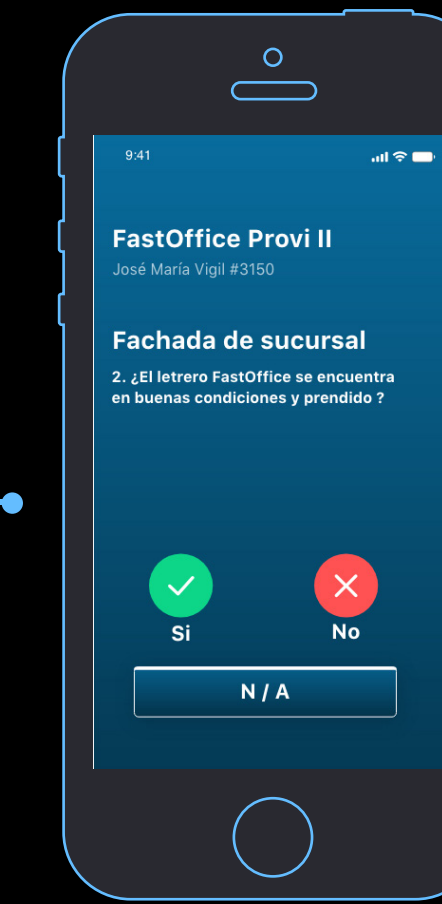 9:41
FastOffice Provi II
José María Vigil #3150
Fachada de sucursal
2. ¿El letrero FastOffice se encuentra
en buenas condiciones y prendido ?
Si
No
N / A